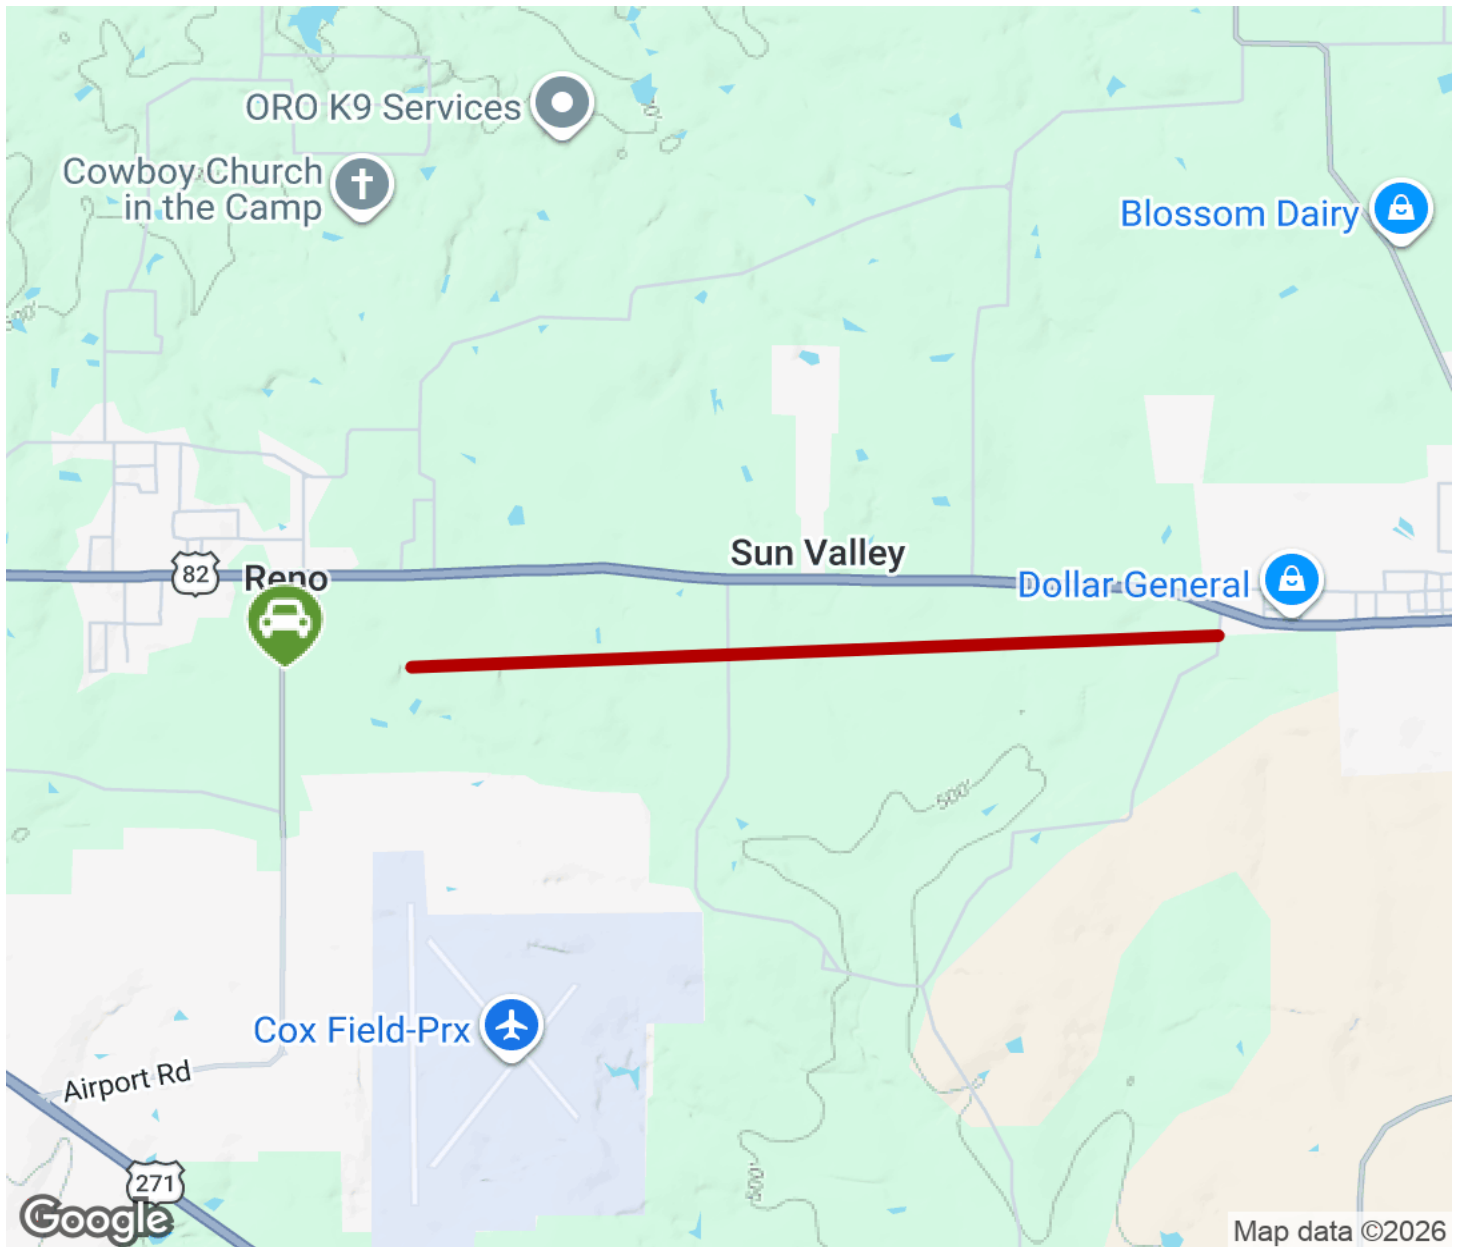 ORO K9 Services
Cowboy Church
in the Camp
Blossom Dairy
500'
Sun Valley
82
Reno
Dollar General
500'
Cox Field-Prx
Airport Rd
271
500'
Google
Map data ©2026